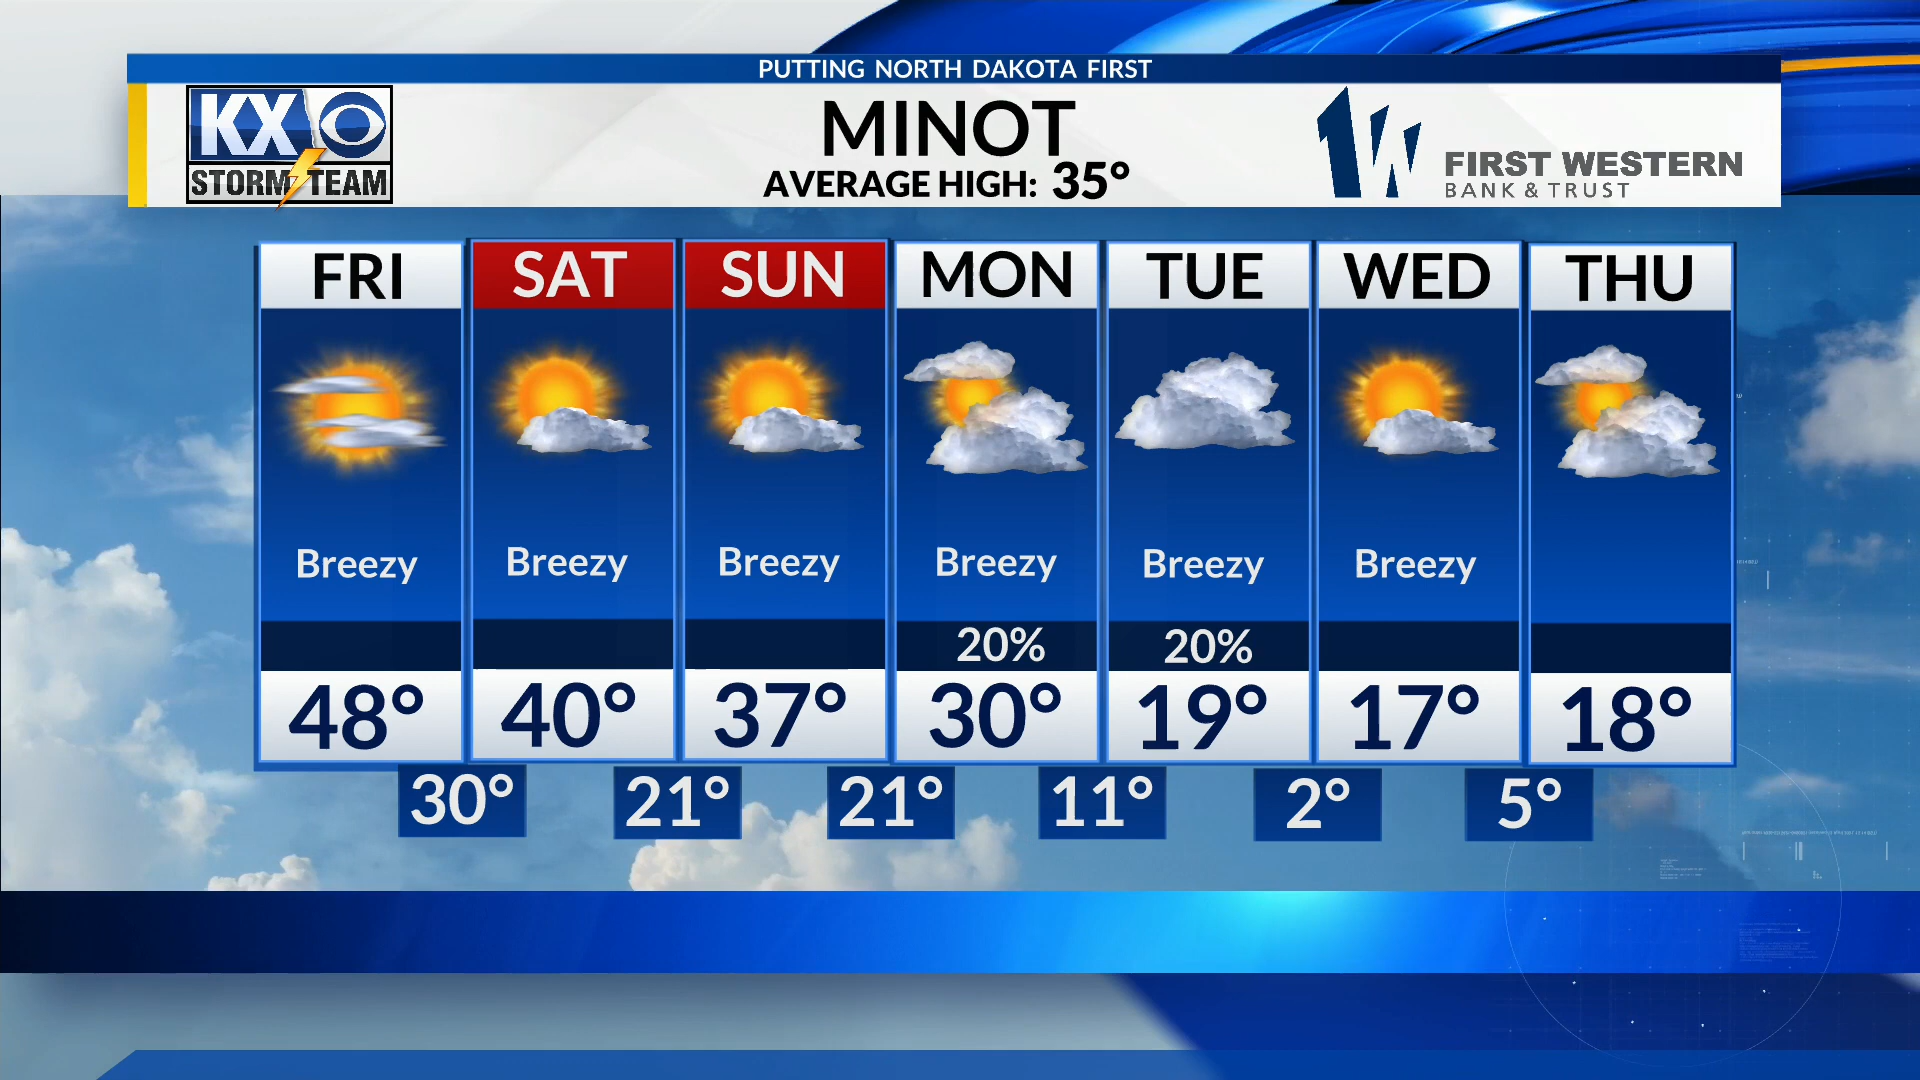 PUTTING NORTH DAKOTA FIRST
KX
STORM TEAM
MINOT
AVERAGE HIGH: 35°
FIRST WESTERN
BANK & TRUST
FRI SAT SUN MON TUE WED THU
Breezy Breezy Breezy Breezy Breezy Breezy
20% 20%
48° 40° 37° 30° 19° 17° 18°
30° 21° 21° 11° 2° 5°